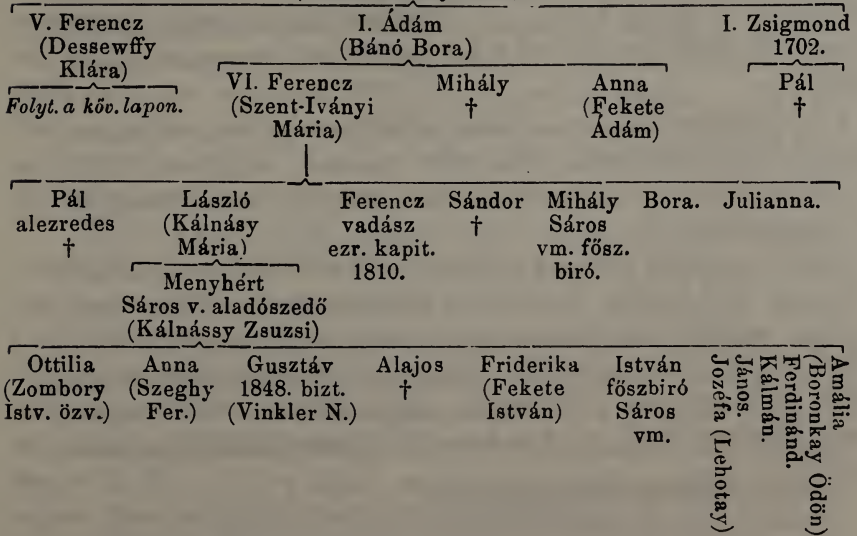 V. Ferencz I. Ádám I. Zsigmond
(Dessewffy (Bánó Bora) 1702.
Klára)
VI. Ferencz Mihály Anna Pál
Folyt. a köv. lapon. (Szent-Iványi † (Fekete †
Mária) Ádám)
Pál László Ferencz Sándor Mihály Bora. Julianna.
alezredes (Kálnásy vadász † Sáros
† Mária) ezr. kapit. vm. fősz.
1810. biró.
Menyhért
Sáros v. aladószedő
(Kálnássy Zsuzsi)
Ottilia Anna Gusztáv Alajos Friderika István
(Zombory (Szeghy 1848. bizt. † (Fekete főszbiró
Istv. özv.) Fer.) (Vinkler N.) István) Sáros
vm.
Amália
(Boronkay Ödön)
Ferdinánd.
Kálmán.
János.
Jozéfa (Lehotay)